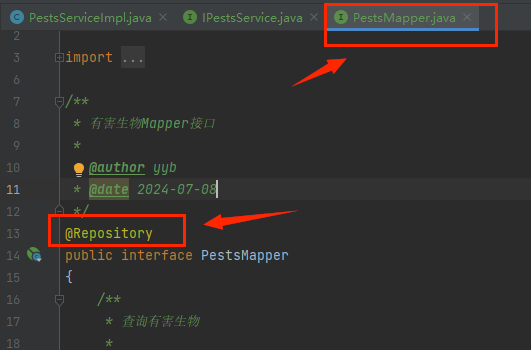 PestsServiceImpl.java
IPestsService.java
PestsMapper.java
2
3 import ...
6
7 /**
8 * 有害生物Mapper接口
9 *
10 * @author yyb
11 * @date 2024-07-08
12 */
13 @Repository
14 public interface PestsMapper
15 {
16 /**
17 * 查询有害生物
18 *